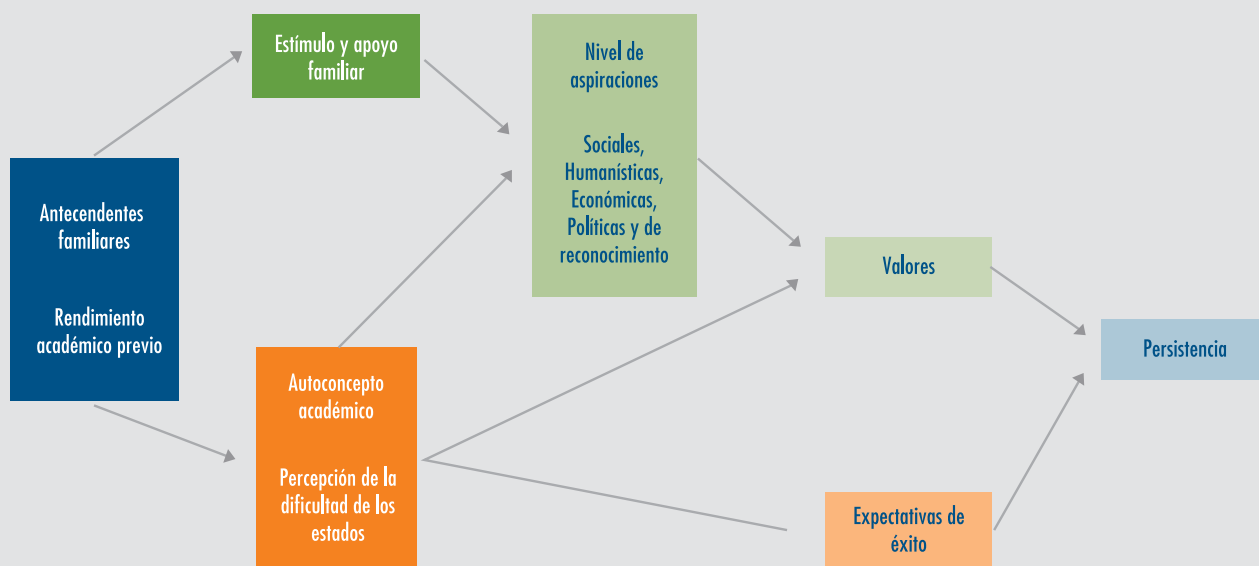 Estímulo y apoyo
familiar
Nivel de
aspiraciones
Sociales,
Humanísticas,
Económicas,
Políticas y de
reconocimiento
Antecendentes
familiares
Rendimiento
académico previo
Autoconcepto
académico
Percepción de la
dificultad de los
estados
Valores
Expectativas de
éxito
Persistencia